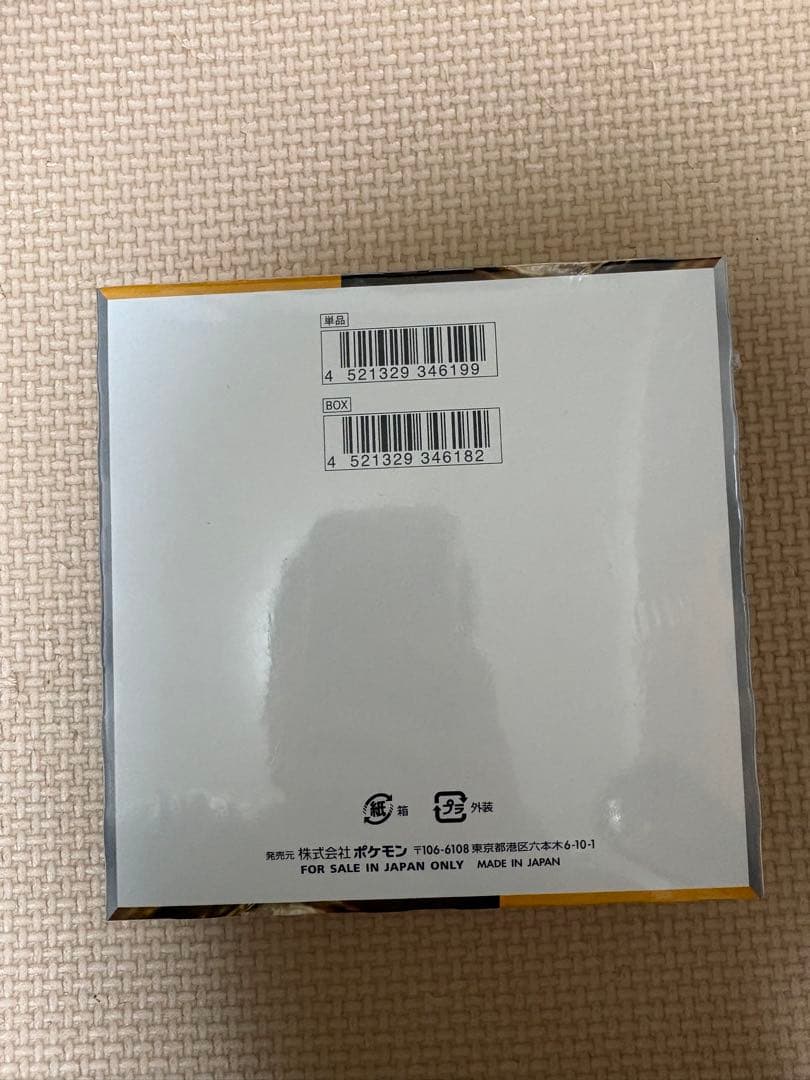 単品
4 521329 346199
BOX
4 521329 346182
紙 箱 プラ 外装
発売元 株式会社 ポケモン 〒106-6108 東京都港区六本木6-10-1
FOR SALE IN JAPAN ONLY MADE IN JAPAN